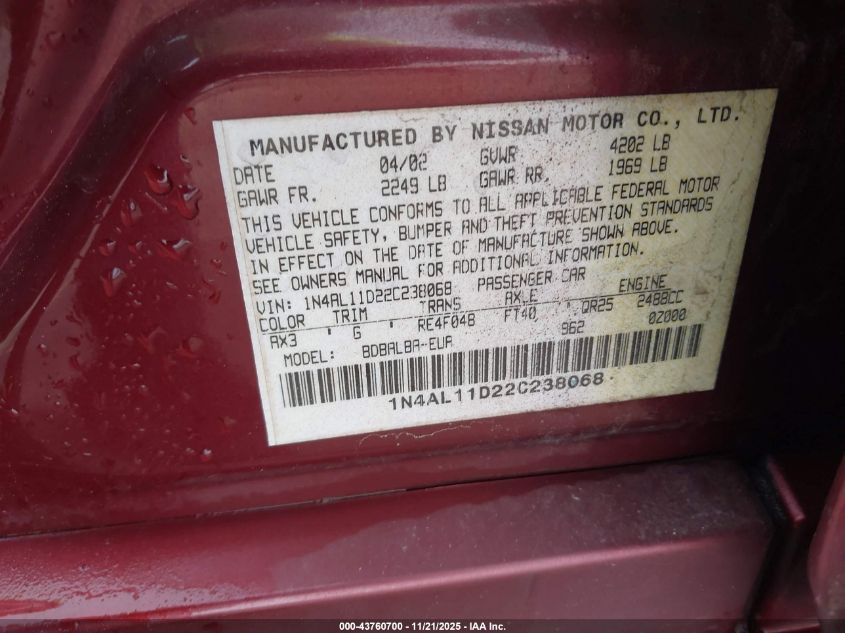 MANUFACTURED BY NISSAN MOTOR CO., LTD.
DATE 04/02 GVWR 4202 LB
GAWR FR. 2249 LB GAWR RR. 1969 LB
THIS VEHICLE CONFORMS TO ALL APPLICABLE FEDERAL MOTOR
VEHICLE SAFETY, BUMPER AND THEFT PREVENTION STANDARDS
IN EFFECT ON THE DATE OF MANUFACTURE SHOWN ABOVE.
SEE OWNERS MANUAL FOR ADDITIONAL INFORMATION.
VIN: 1N4AL11D22C238068 PASSENGER CAR
COLOR TRIM TRANS AXLE ENGINE
AX3 G RE4F04B FT40 QR25 2488CC
MODEL: BDBALBA-EUA 962 02000
1N4AL11D22C238068
000-43760700 - 11/21/2025 - IAA Inc.